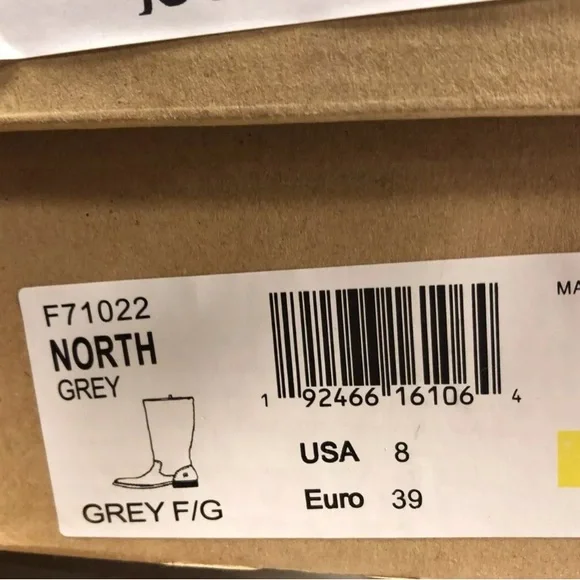 F71022
NORTH
GREY
GREY F/G
1 92466 16106 4
USA 8
Euro 39
MA